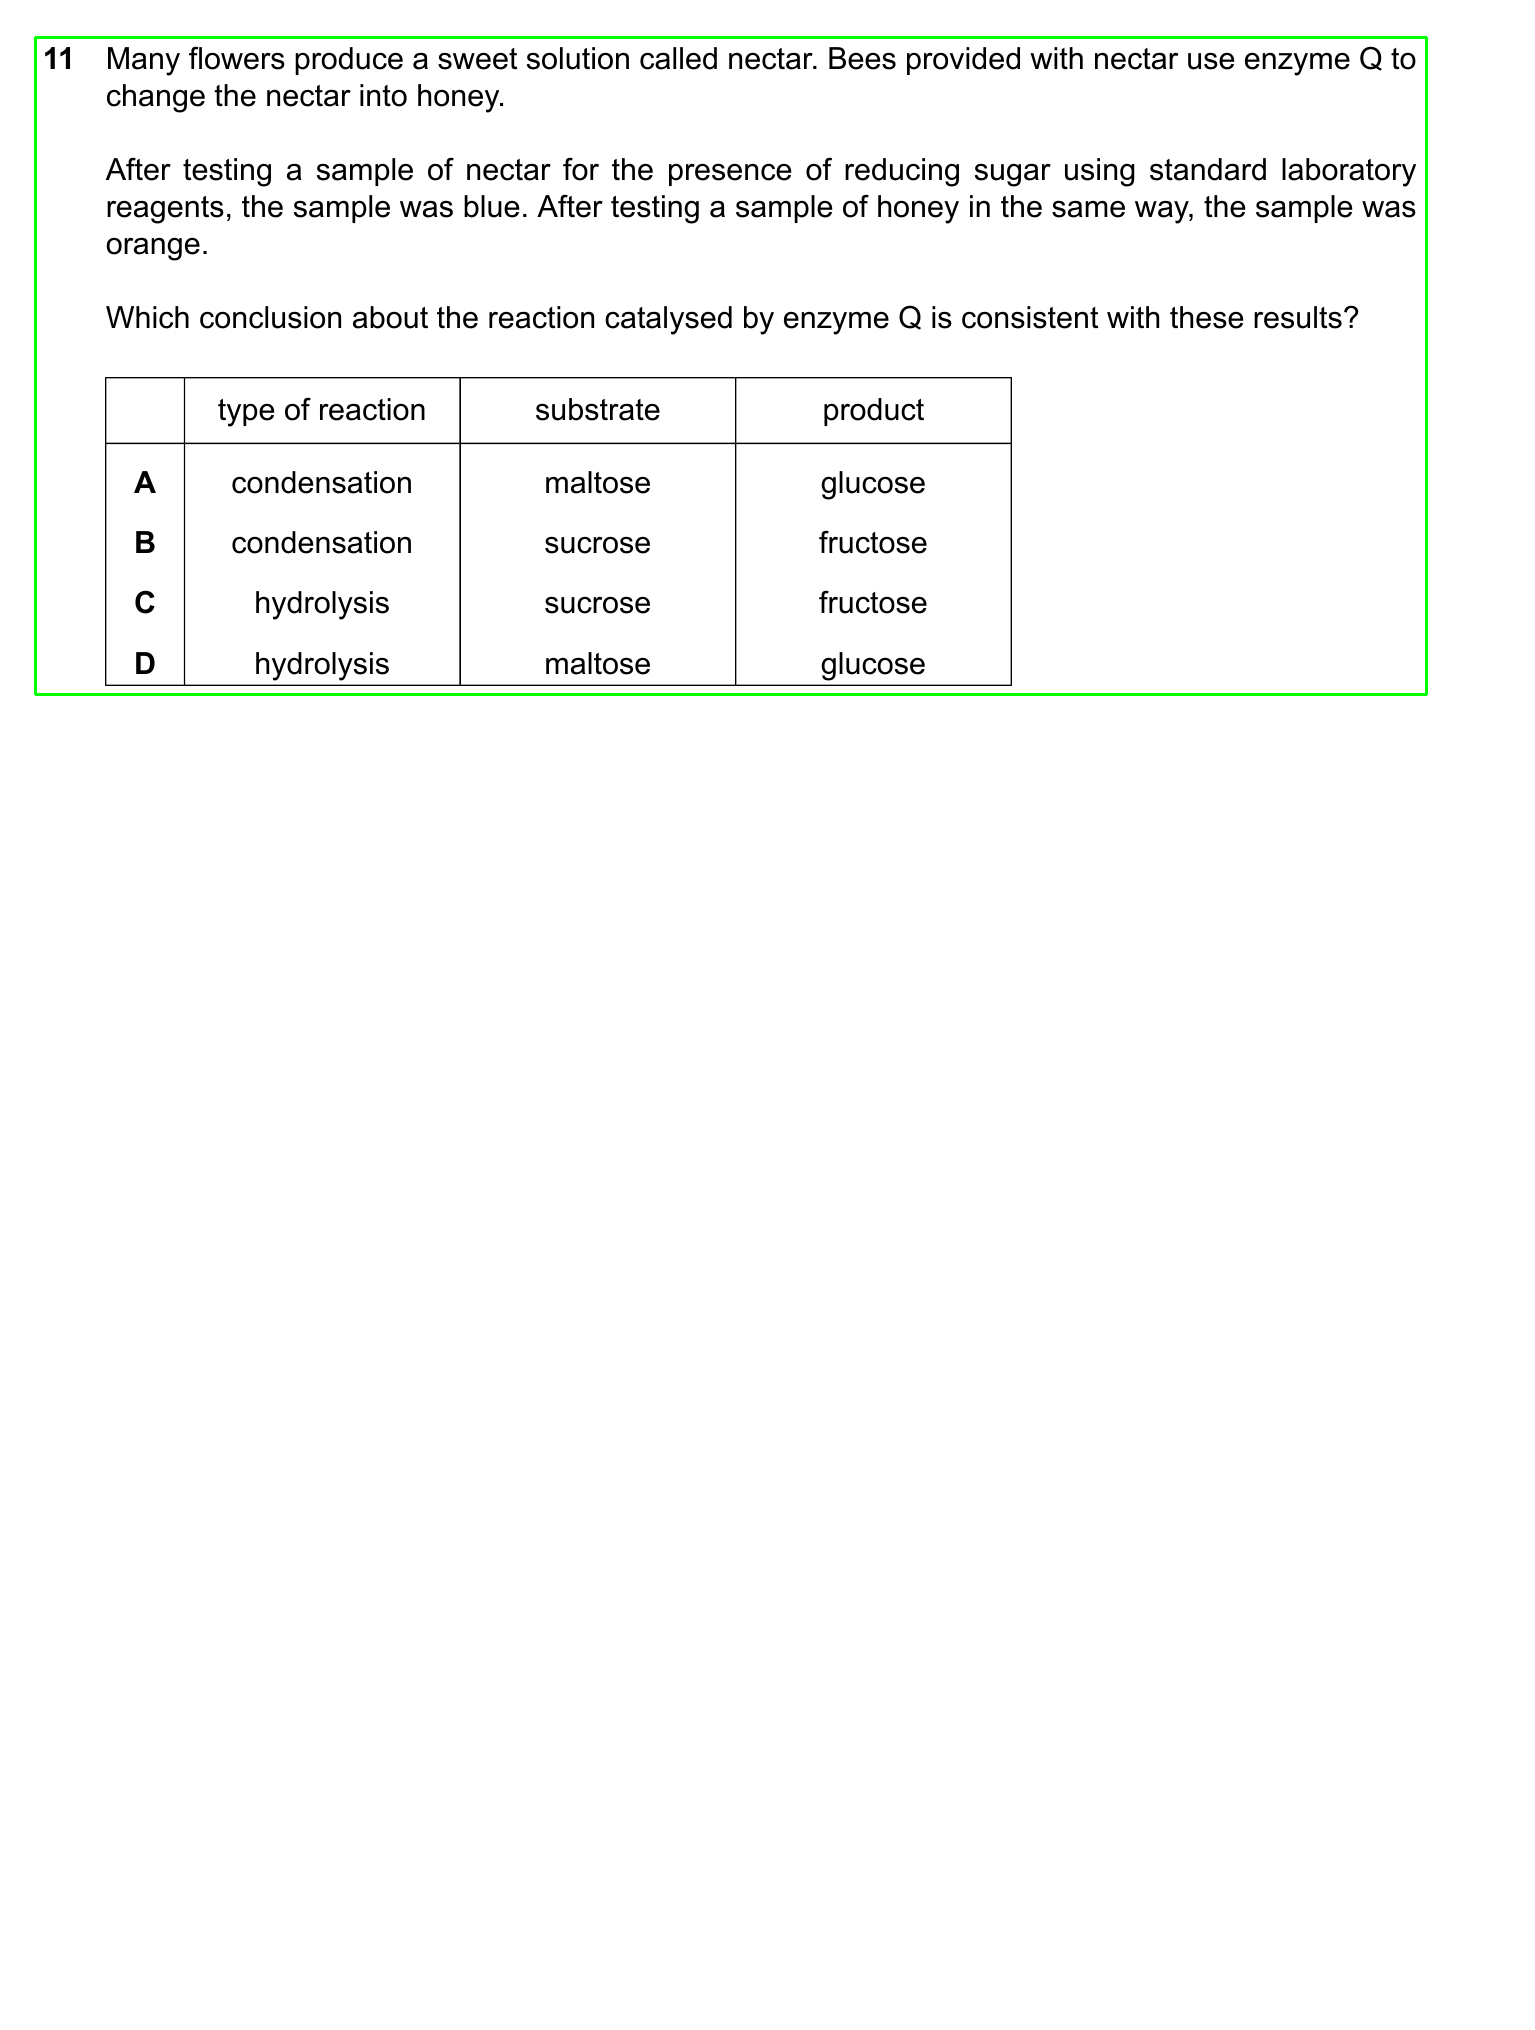 11 Many flowers produce a sweet solution called nectar. Bees provided with nectar use enzyme Q to
change the nectar into honey.
After testing a sample of nectar for the presence of reducing sugar using standard laboratory
reagents, the sample was blue. After testing a sample of honey in the same way, the sample was
orange.
Which conclusion about the reaction catalysed by enzyme Q is consistent with these results?
type of reaction substrate product
A condensation maltose glucose
B condensation sucrose fructose
C hydrolysis sucrose fructose
D hydrolysis maltose glucose